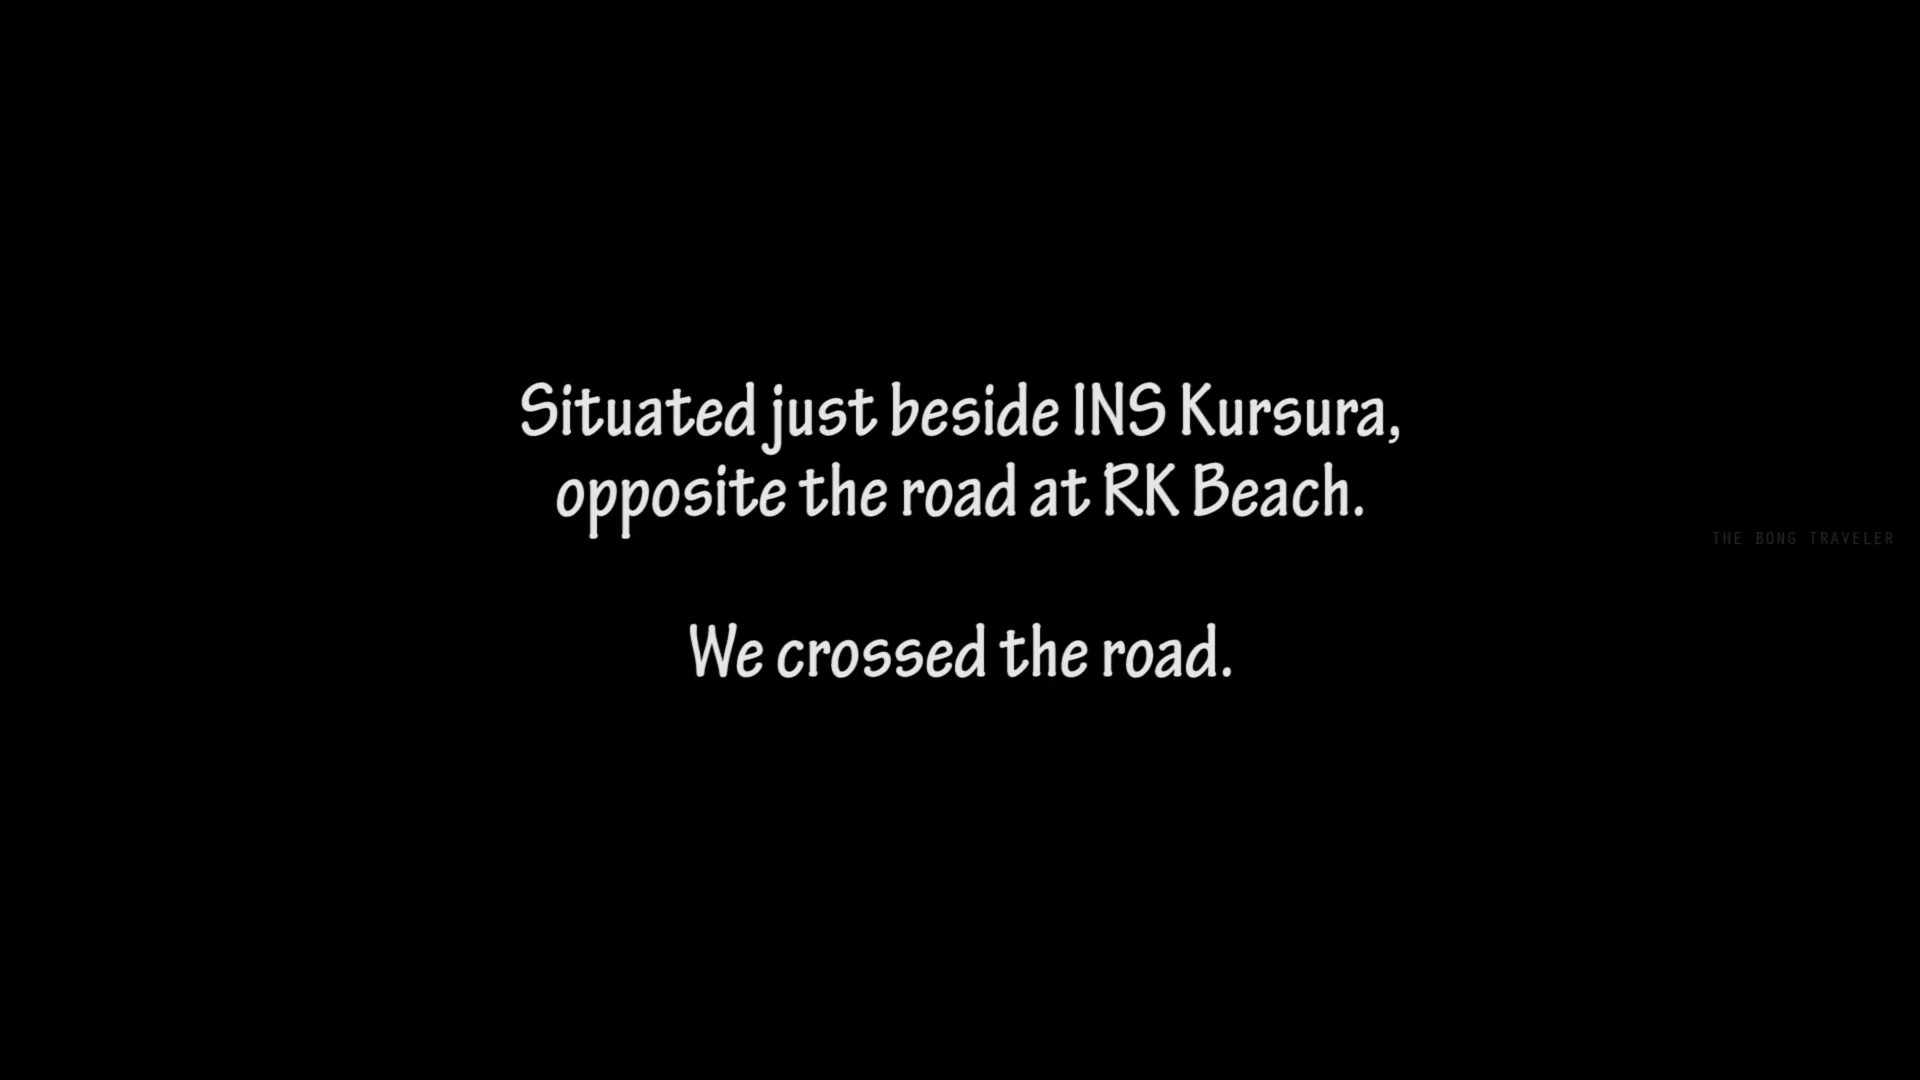 Situated just beside INS Kursura,
opposite the road at RK Beach.
THE BONG TRAVELER
We crossed the road.